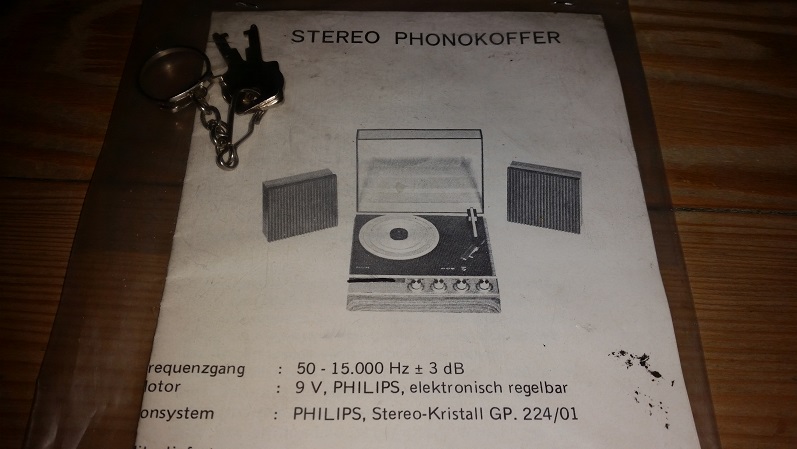 STEREO PHONOKOFFER
requenzgang : 50 - 15.000 Hz ± 3 dB
otor : 9 V, PHILIPS, elektronisch regelbar
onsystem : PHILIPS, Stereo-Kristall GP. 224/01